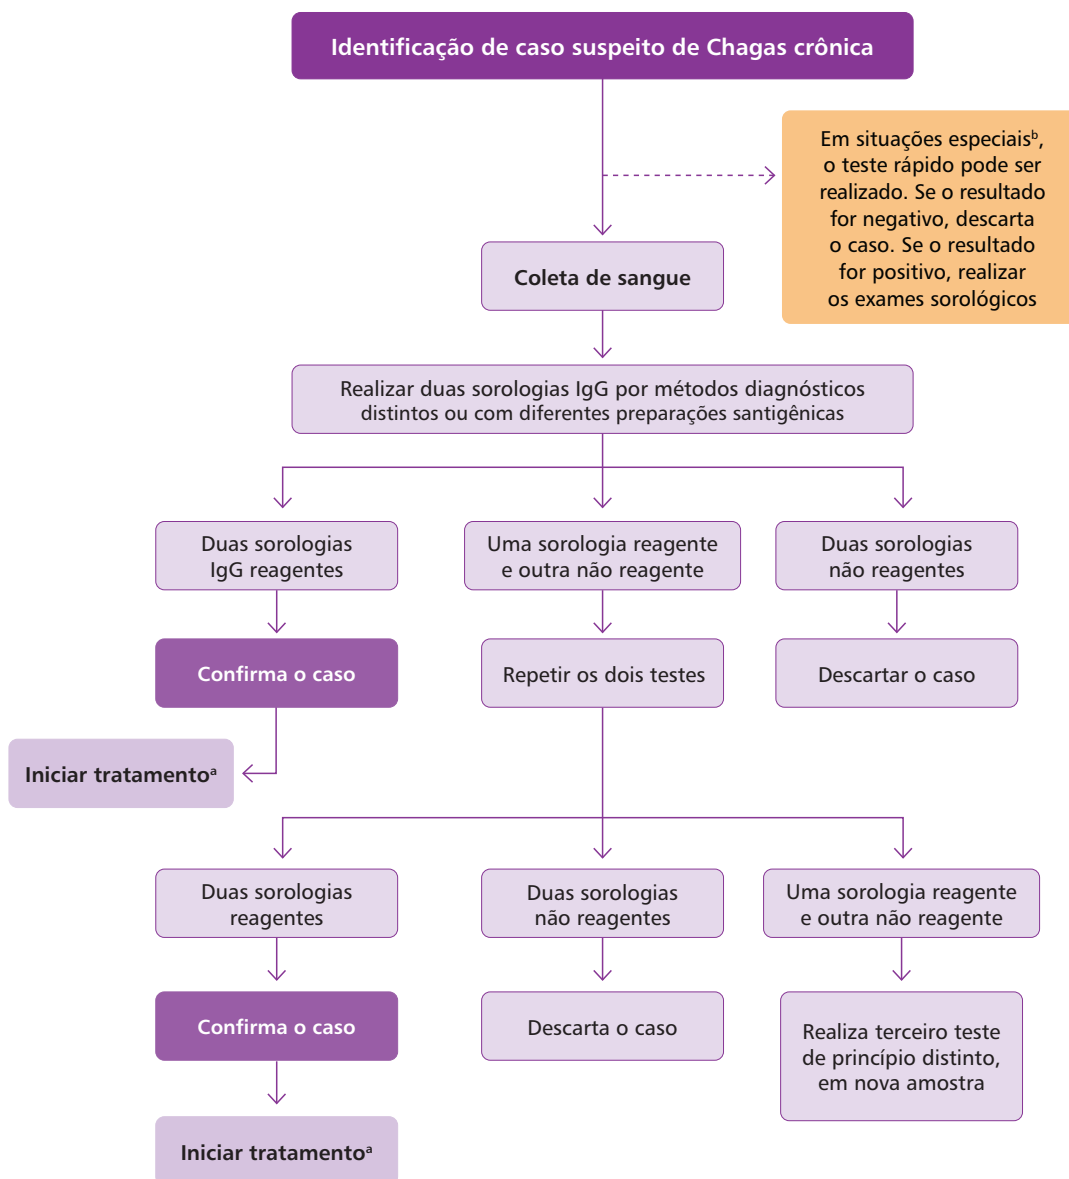 Identificação de caso suspeito de Chagas crônica
Em situações especiaisᵇ,
o teste rápido pode ser
realizado. Se o resultado
for negativo, descarta
o caso. Se o resultado
for positivo, realizar
os exames sorológicos
Coleta de sangue
Realizar duas sorologias IgG por métodos diagnósticos
distintos ou com diferentes preparações santigênicas
Duas sorologias
IgG reagentes
Uma sorologia reagente
e outra não reagente
Duas sorologias
não reagentes
Confirma o caso
Repetir os dois testes
Descartar o caso
Iniciar tratamentoᵃ
Duas sorologias
reagentes
Duas sorologias
não reagentes
Uma sorologia reagente
e outra não reagente
Confirma o caso
Descarta o caso
Realiza terceiro teste
de princípio distinto,
em nova amostra
Iniciar tratamentoᵃ